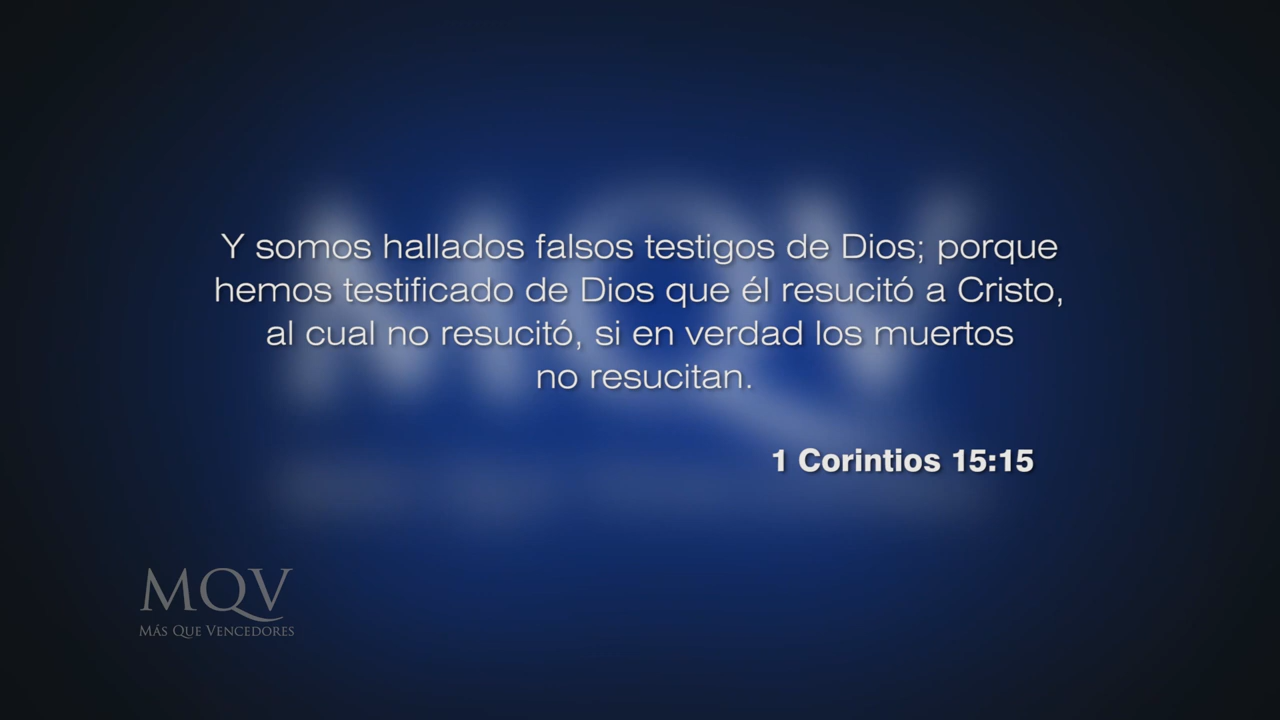 Y somos hallados falsos testigos de Dios; porque
hemos testificado de Dios que él resucitó a Cristo,
al cual no resucitó, si en verdad los muertos
no resucitan.
1 Corintios 15:15
MQV
MÁS QUE VENCEDORES